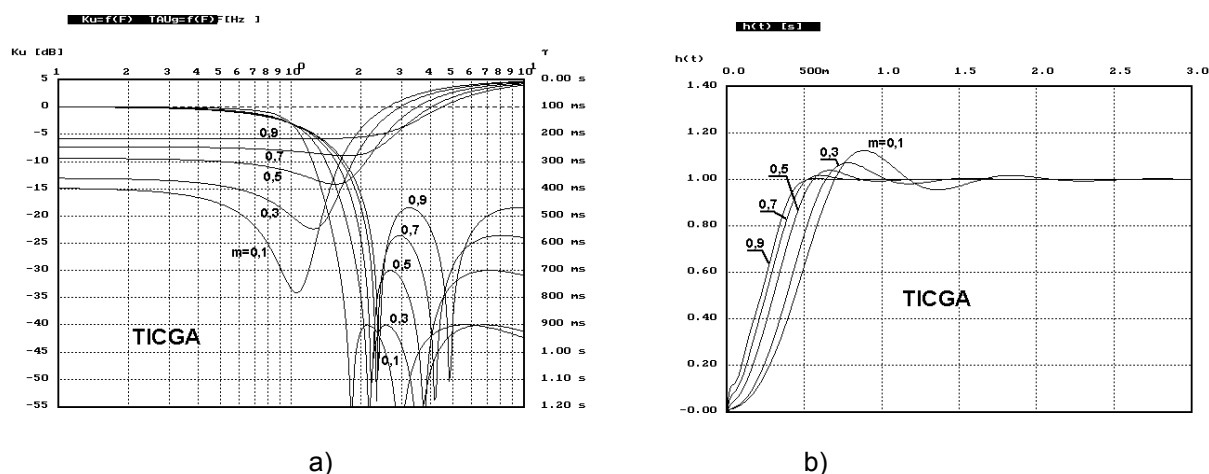 Ku=f(F) TAUg=f(F)F[Hz ]
Ku [dB]
τ
1 2 3 4 5 6 7 8 9 10 0 2 3 4 5 6 7 8 9 10 1
5
0
-5
-10
-15
-20
-25
-30
-35
-40
-45
-50
-55
0.00 s
100 ms
200 ms
300 ms
400 ms
500 ms
600 ms
700 ms
800 ms
900 ms
1.00 s
1.10 s
1.20 s
0,9
0,7
0,5
0,3
m=0,1
0,9
0,7
0,5
0,3
0,1
TICGA
a)
h(t) [s]
h(t)
0.0 500m 1.0 1.5 2.0 2.5 3.0
1.40
1.20
1.00
0.80
0.60
0.40
0.20
-0.00
m=0,1
0,3
0,5
0,7
0,9
TICGA
b)